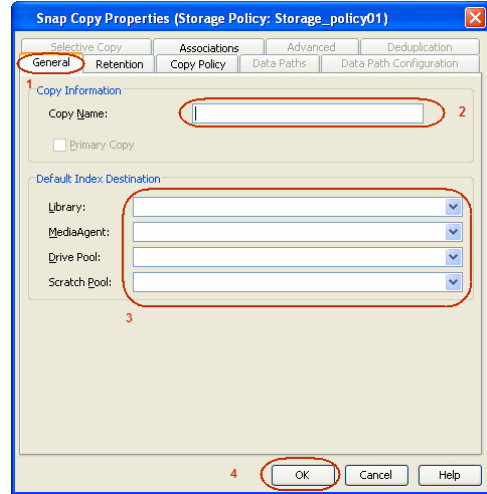 Snap Copy Properties (Storage Policy: Storage_policy01)
Selective Copy Associations Advanced Deduplication
General Retention Copy Policy Data Paths Data Path Configuration
1
Copy Information
Copy Name: 2
Primary Copy
Default Index Destination
Library:
MediaAgent:
Drive Pool:
Scratch Pool:
3
4 OK Cancel Help